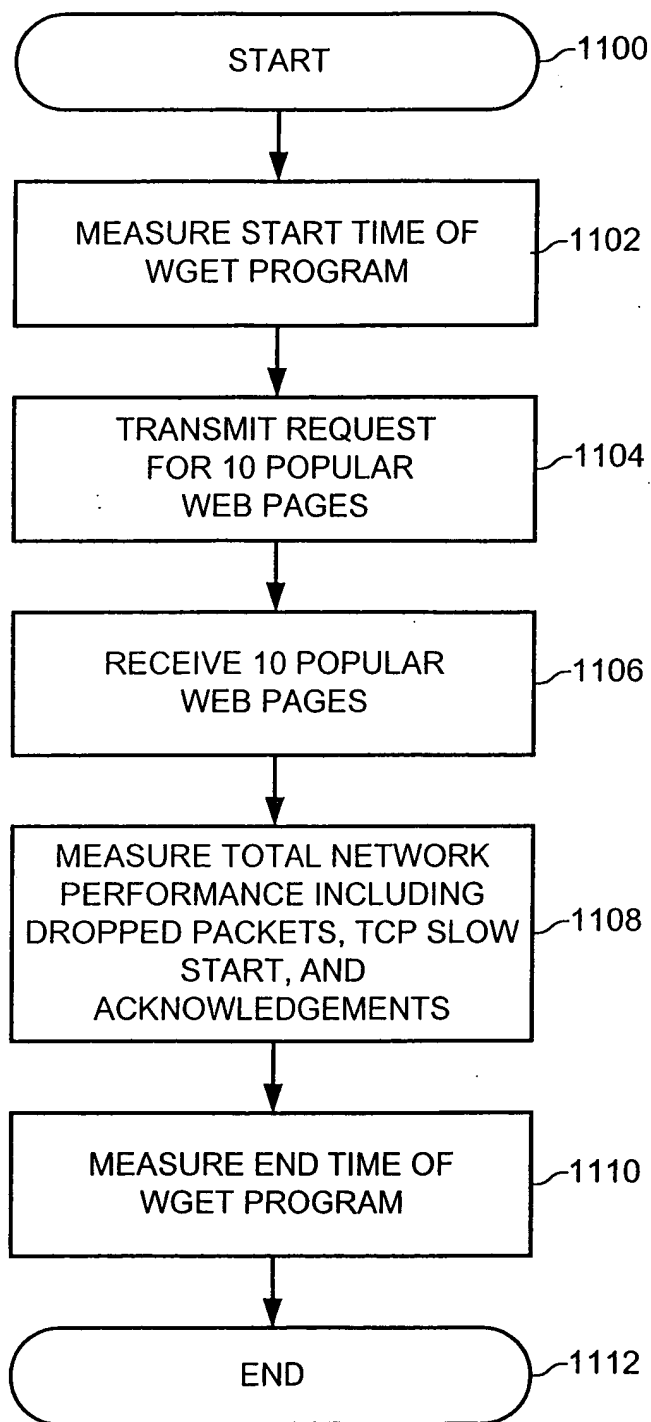 START
1100
MEASURE START TIME OF
WGET PROGRAM
1102
TRANSMIT REQUEST
FOR 10 POPULAR
WEB PAGES
1104
RECEIVE 10 POPULAR
WEB PAGES
1106
MEASURE TOTAL NETWORK
PERFORMANCE INCLUDING
DROPPED PACKETS, TCP SLOW
START, AND
ACKNOWLEDGEMENTS
1108
MEASURE END TIME OF
WGET PROGRAM
1110
END
1112